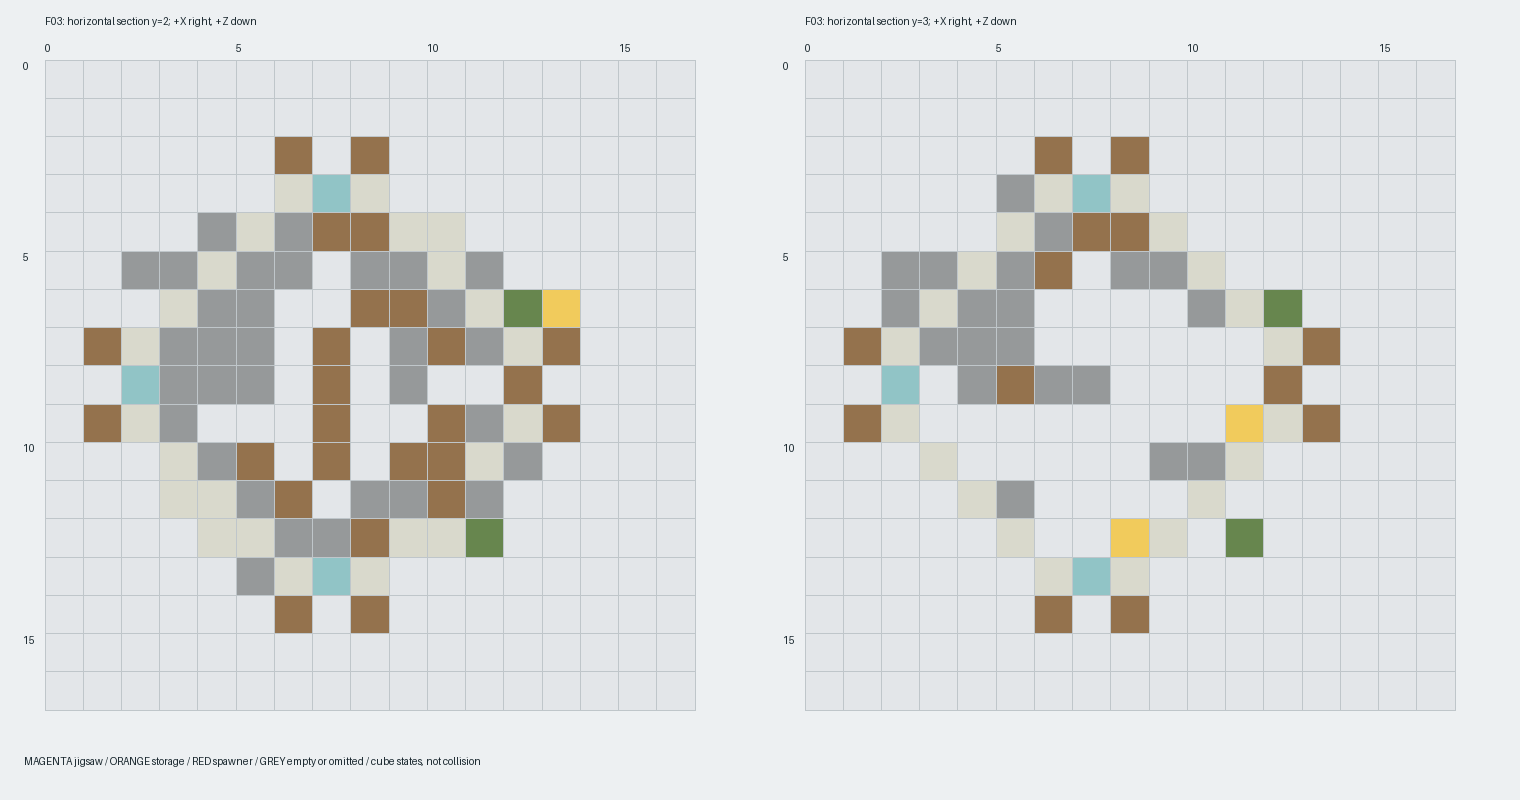 F03: horizontal section y=2; +X right, +Z down
F03: horizontal section y=3; +X right, +Z down
0 5 10 15
0 5 10 15
0
0
5
5
10
10
15
15
MAGENTA jigsaw / ORANGE storage / RED spawner / GREY empty or omitted / cube states, not collision